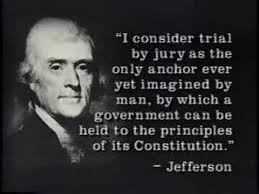 “I consider trial
by jury as the
only anchor ever
yet imagined by
man, by which a
government can be
held to the principles
of its Constitution.”
– Jefferson